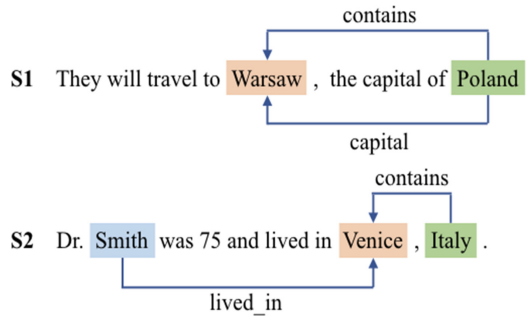 contains
S1 They will travel to Warsaw , the capital of Poland
capital
contains
S2 Dr. Smith was 75 and lived in Venice , Italy .
lived_in